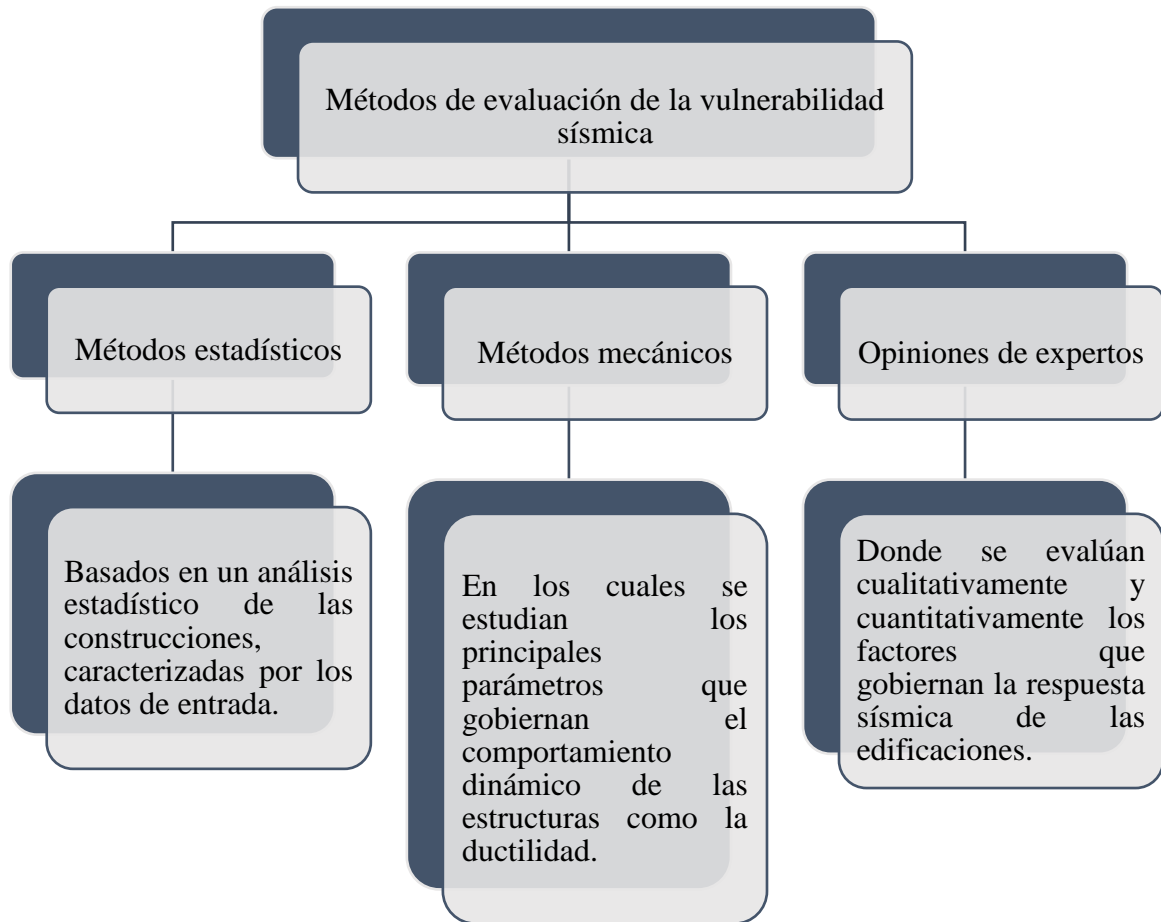 Métodos de evaluación de la vulnerabilidad
sísmica
Métodos estadísticos
Métodos mecánicos
Opiniones de expertos
Basados en un análisis
estadístico de las
construcciones,
caracterizadas por los
datos de entrada.
En los cuales se
estudian los
principales
parámetros que
gobiernan el
comportamiento
dinámico de las
estructuras como la
ductilidad.
Donde se evalúan
cualitativamente y
cuantitativamente los
factores que
gobiernan la respuesta
sísmica de las
edificaciones.